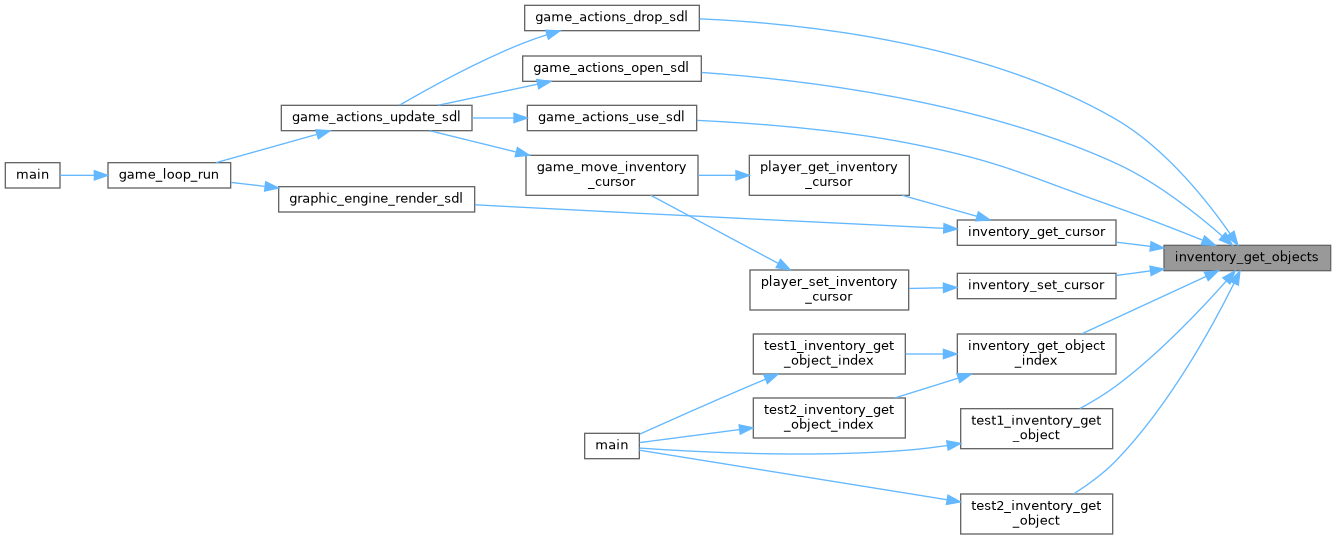 game_actions_drop_sdl
game_actions_open_sdl
game_actions_update_sdl
game_actions_use_sdl
main
game_loop_run
game_move_inventory
_cursor
player_get_inventory
_cursor
graphic_engine_render_sdl
inventory_get_cursor
inventory_get_objects
player_set_inventory
_cursor
inventory_set_cursor
test1_inventory_get
_object_index
inventory_get_object
_index
test2_inventory_get
_object_index
test1_inventory_get
_object
main
test2_inventory_get
_object